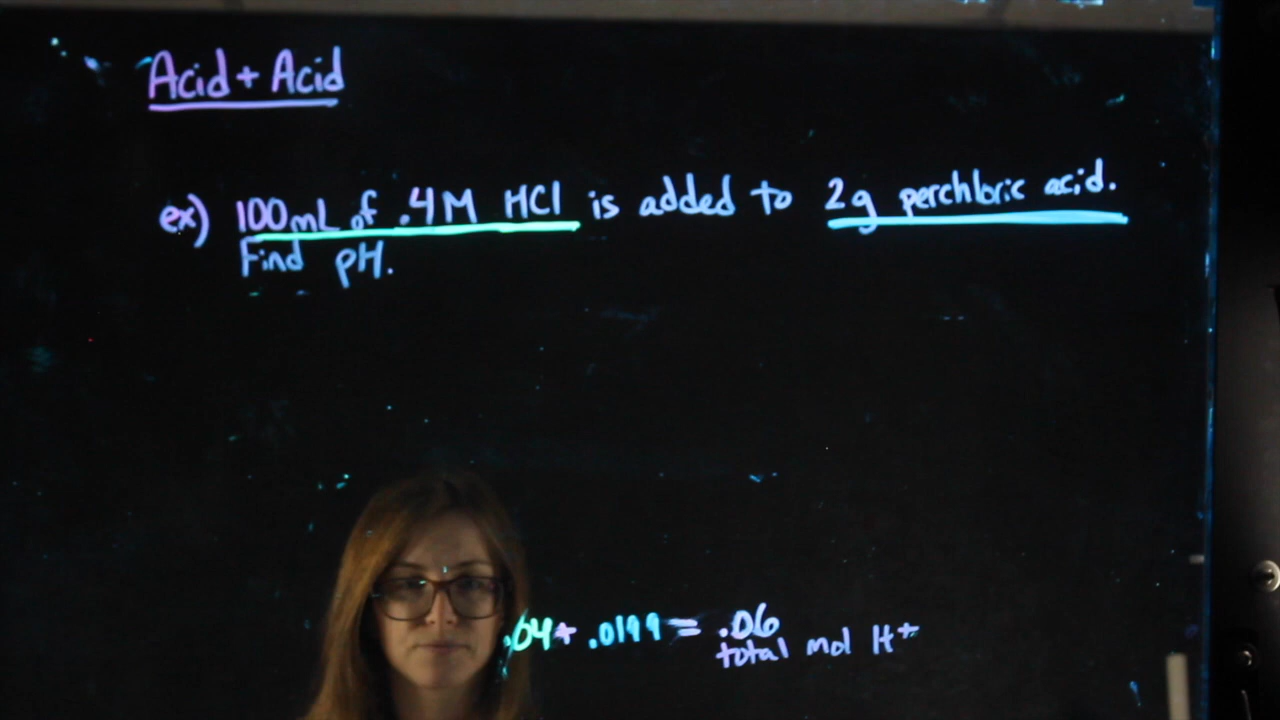 Acid + Acid
ex) 100mL of .4M HCl is added to 2g perchloric acid.
Find pH.
.04 + .0199 = .06
total mol H+